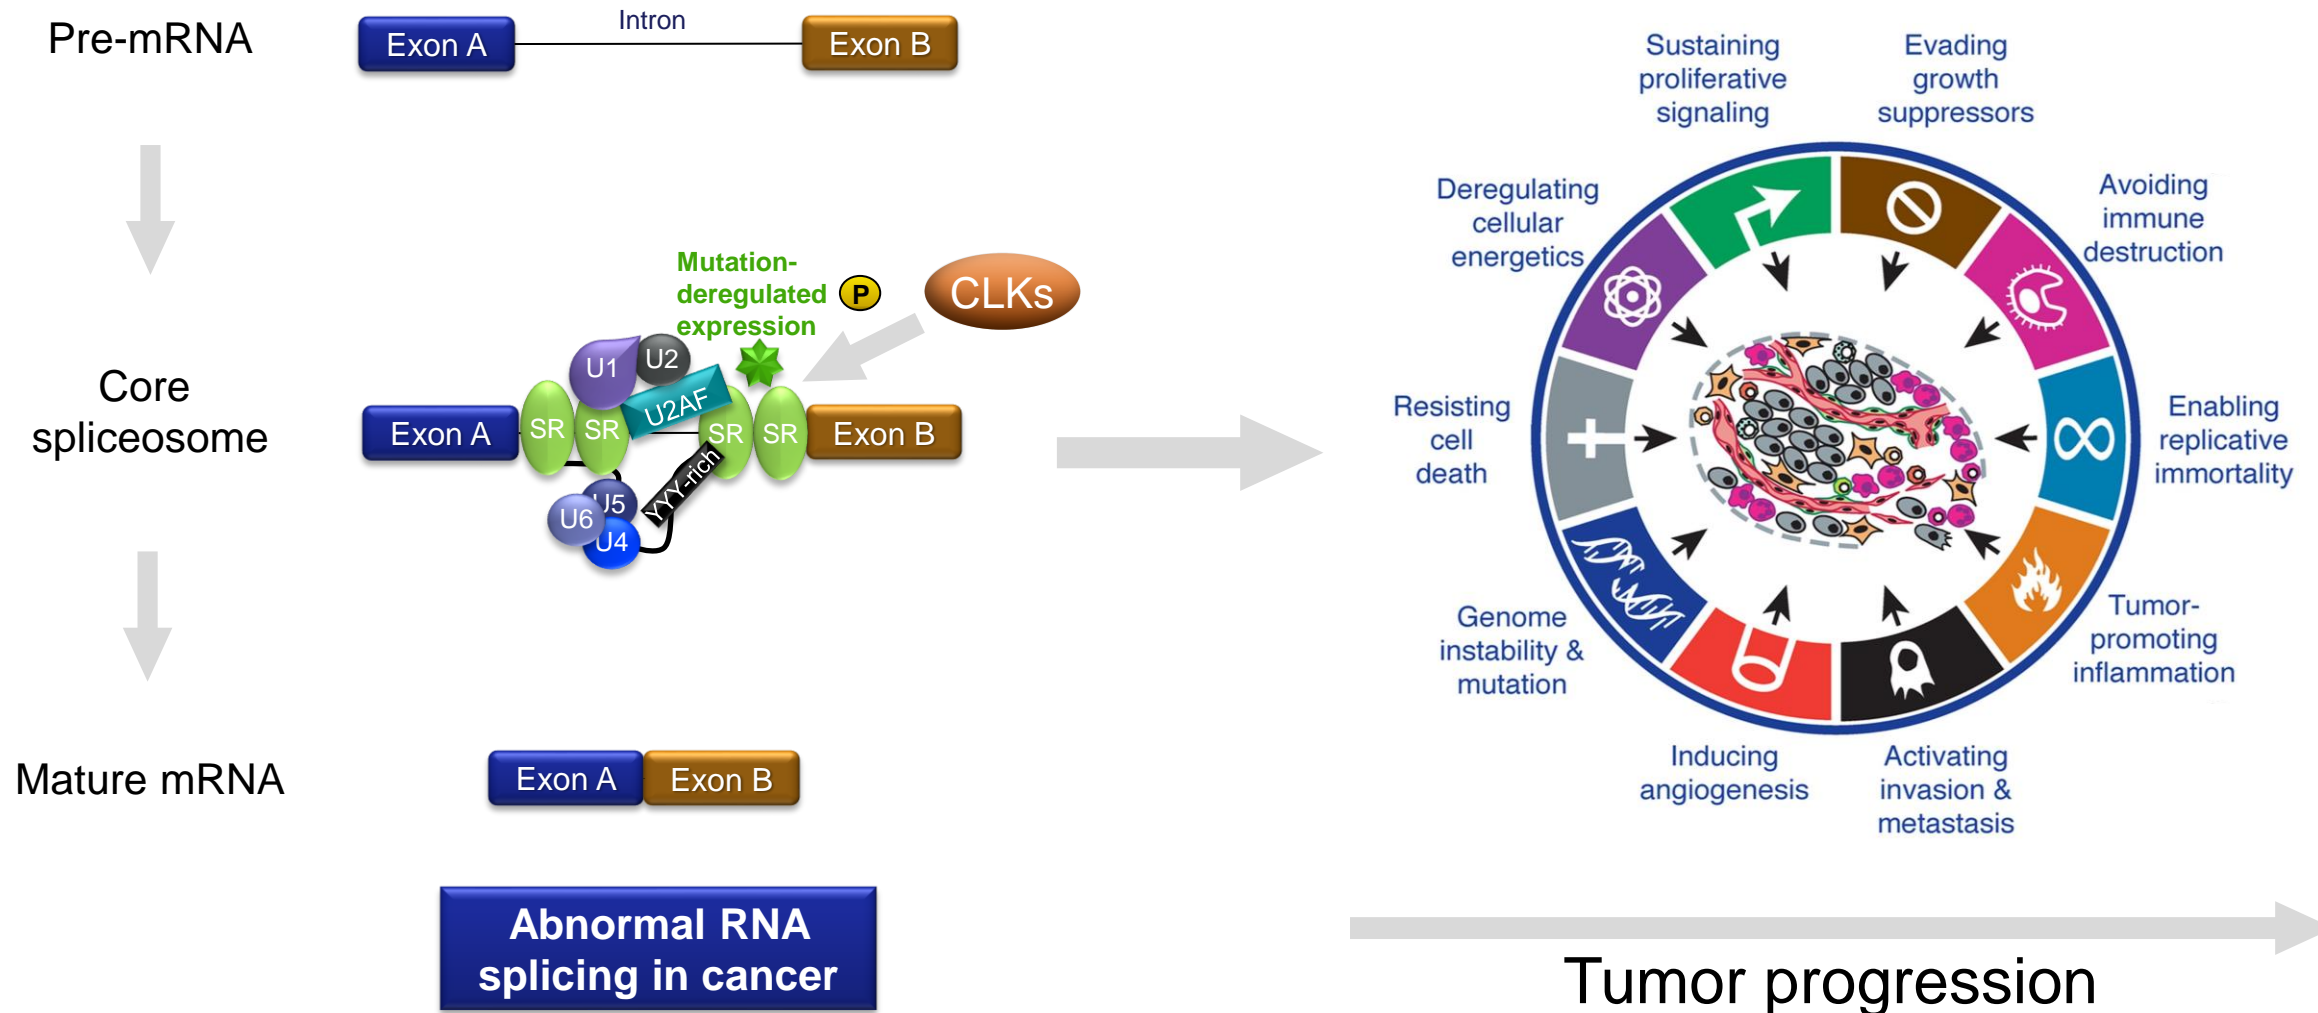 Pre-mRNA
Exon A
Intron
Exon B
Core
spliceosome
Mutation-
deregulated
expression
P
CLKs
U1
U2
U2AF
Exon A
SR
SR
SR
SR
Exon B
YYY-rich
U5
U6
U4
Mature mRNA
Exon A
Exon B
Abnormal RNA
splicing in cancer
Sustaining
proliferative
signaling
Evading
growth
suppressors
Deregulating
cellular
energetics
Avoiding
immune
destruction
Resisting
cell
death
Enabling
replicative
immortality
Genome
instability &
mutation
Tumor-
promoting
inflammation
Inducing
angiogenesis
Activating
invasion &
metastasis
Tumor progression